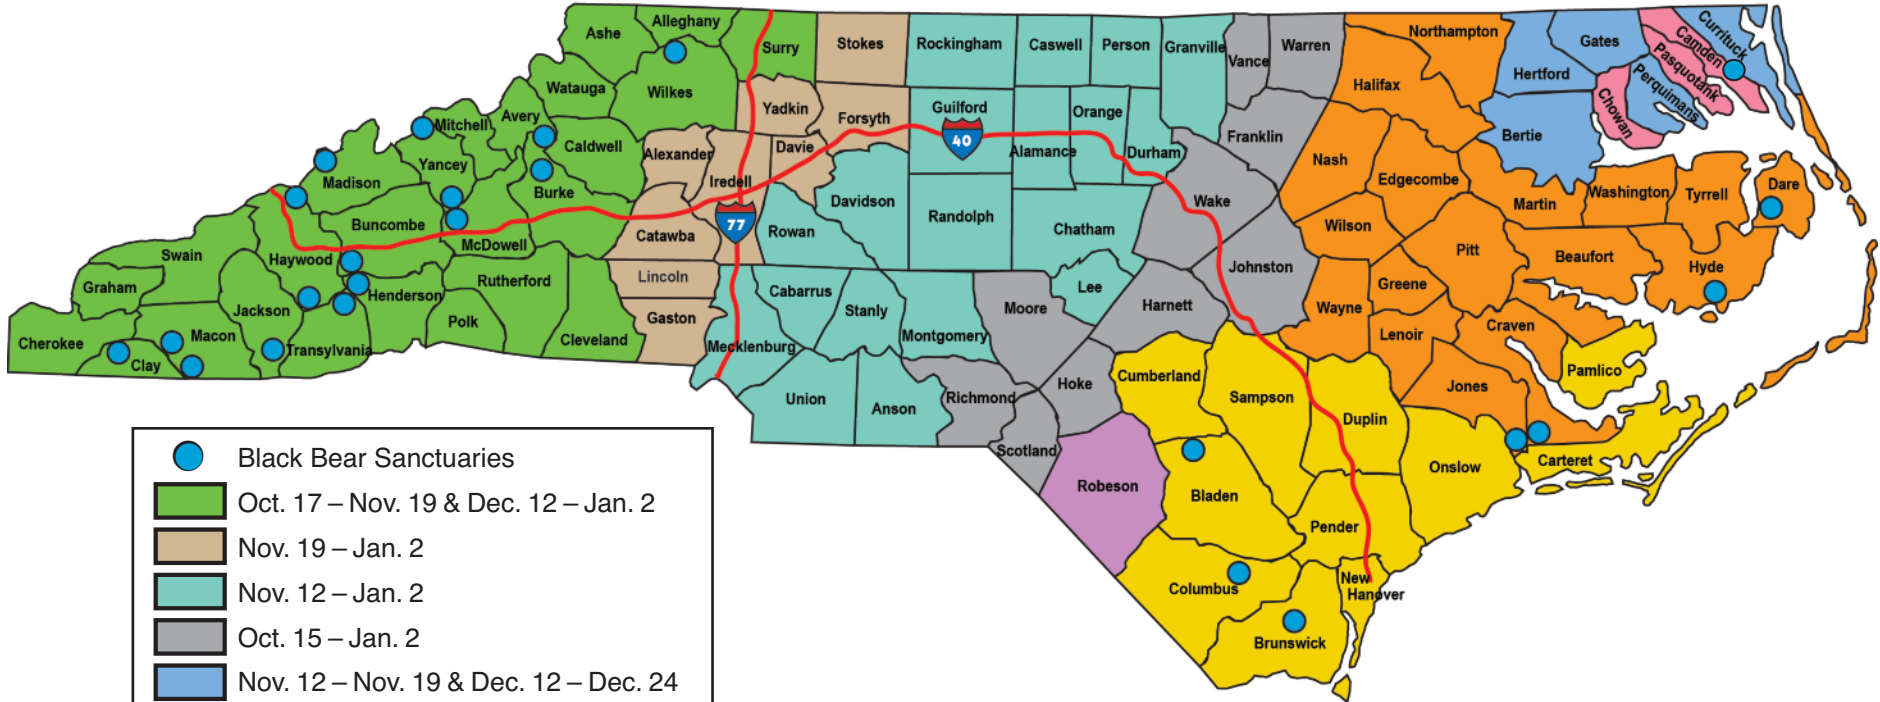 Ashe
Alleghany
Surry
Stokes
Rockingham
Caswell
Person
Granville
Vance
Warren
Northampton
Gates
Camden
Currituck
Pasquotank
Perquimans
Chowan
Hertford
Halifax
Bertie
Watauga
Wilkes
Yadkin
Forsyth
Guilford
40
Orange
Alamance
Durham
Franklin
Nash
Edgecombe
Martin
Washington
Tyrrell
Dare
Mitchell
Avery
Caldwell
Alexander
Iredell
Davie
Madison
Yancey
Burke
77
Davidson
Randolph
Chatham
Wake
Wilson
Pitt
Beaufort
Hyde
Buncombe
McDowell
Catawba
Rowan
Swain
Haywood
Johnston
Greene
Graham
Henderson
Rutherford
Lincoln
Cabarrus
Stanly
Montgomery
Moore
Lee
Harnett
Wayne
Lenoir
Craven
Pamlico
Jackson
Macon
Transylvania
Polk
Cleveland
Gaston
Mecklenburg
Cherokee
Clay
Union
Anson
Richmond
Hoke
Scotland
Cumberland
Sampson
Duplin
Jones
Onslow
Carteret
Robeson
Bladen
Pender
New
Hanover
Columbus
Brunswick
Black Bear Sanctuaries
Oct. 17 – Nov. 19 & Dec. 12 – Jan. 2
Nov. 19 – Jan. 2
Nov. 12 – Jan. 2
Oct. 15 – Jan. 2
Nov. 12 – Nov. 19 & Dec. 12 – Dec. 24